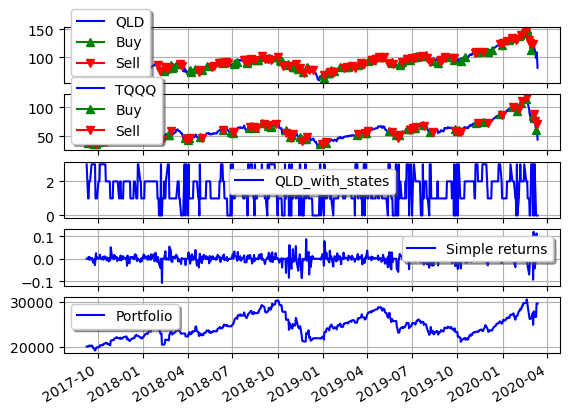 QLD
Buy
Sell
150
100
TQQQ
Buy
Sell
100
50
QLD_with_states
2
0
Simple returns
0.1
0.0
−0.1
Portfolio
30000
20000
2017-10
2018-01
2018-04
2018-07
2018-10
2019-01
2019-04
2019-07
2019-10
2020-01
2020-04